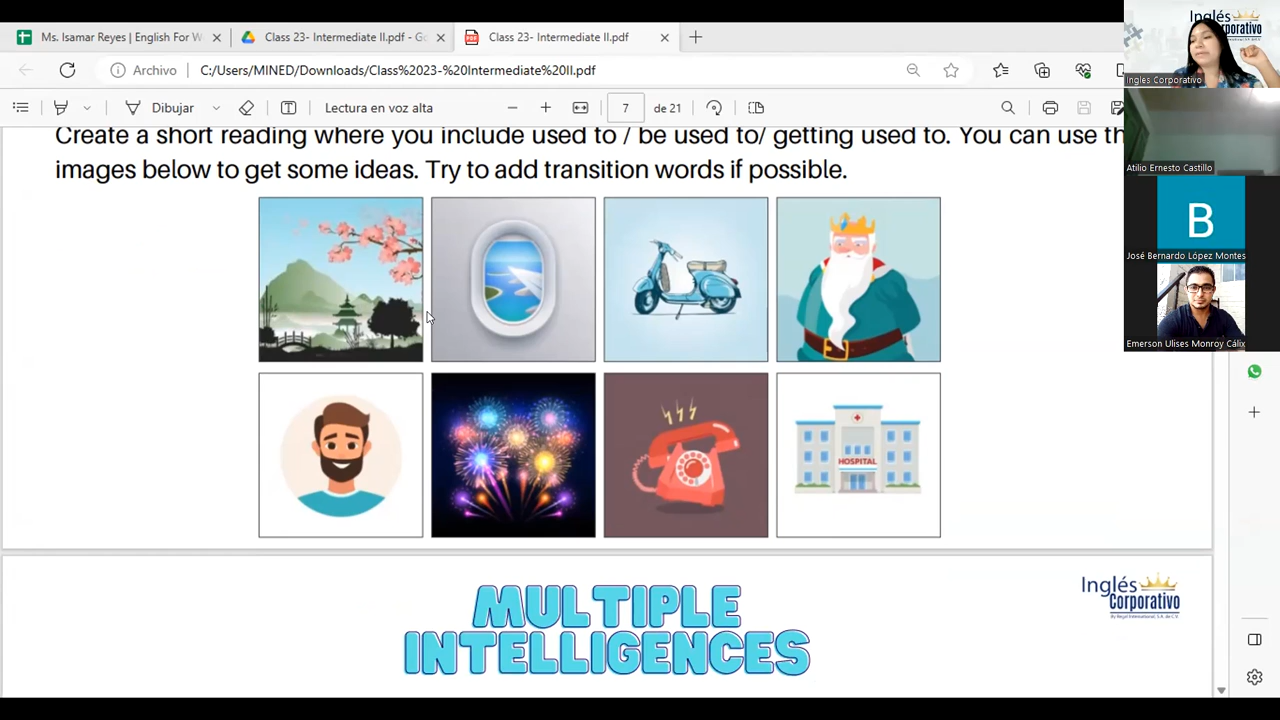 Ms. Isamar Reyes | English For W
Class 23- Intermediate II.pdf - Go
Class 23- Intermediate II.pdf
Archivo
C:/Users/MINED/Downloads/Class%2023-%20Intermediate%20II.pdf
Dibujar
Lectura en voz alta
7
de 21
Create a short reading where you include used to / be used to/ getting used to. You can use th
images below to get some ideas. Try to add transition words if possible.
HOSPITAL
MULTIPLE
INTELLIGENCES
Inglés
Corporativo
Inglés
Corporativo
Inglés Corporativo
Atilio Ernesto Castillo
B
José Bernardo López Montes
Emerson Ulises Monroy Cálix